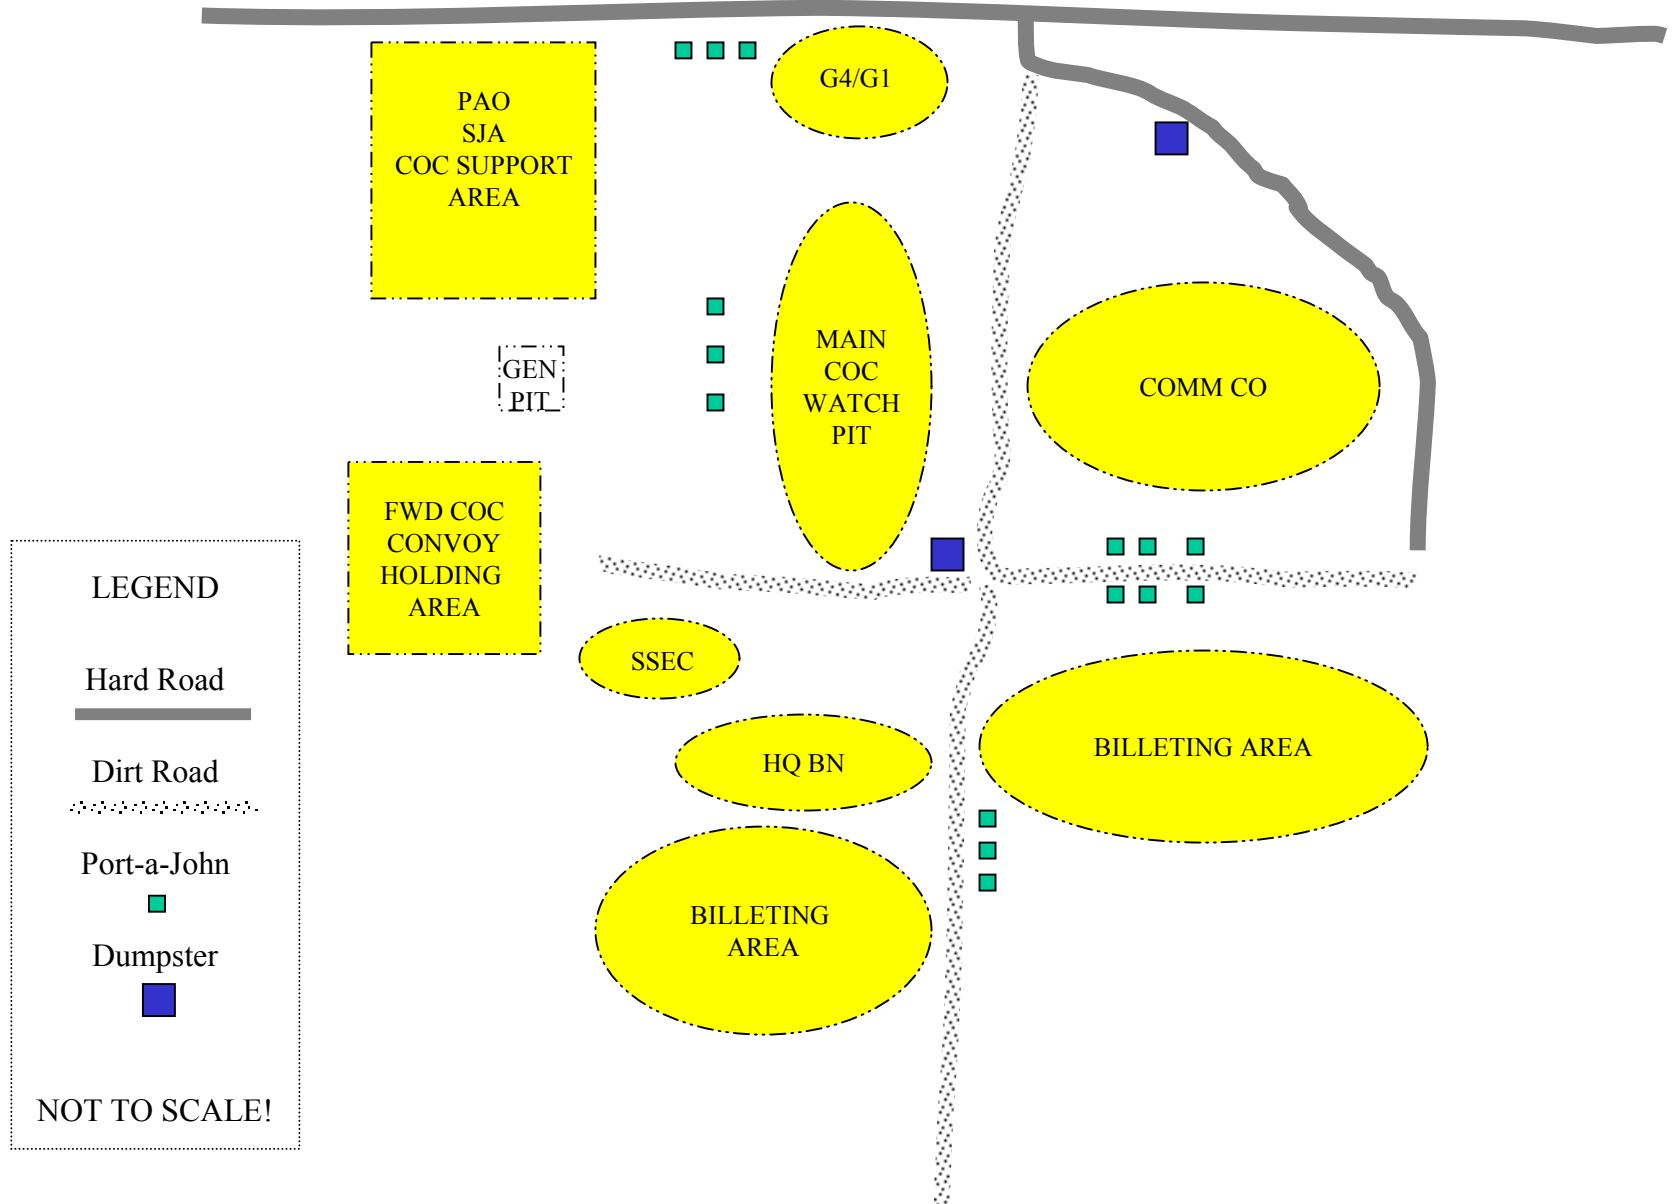 PAO
SJA
COC SUPPORT
AREA
G4/G1
GEN
PIT
MAIN
COC
WATCH
PIT
COMM CO
FWD COC
CONVOY
HOLDING
AREA
SSEC
HQ BN
BILLETING AREA
BILLETING
AREA
LEGEND
Hard Road
Dirt Road
Port-a-John
Dumpster
NOT TO SCALE!